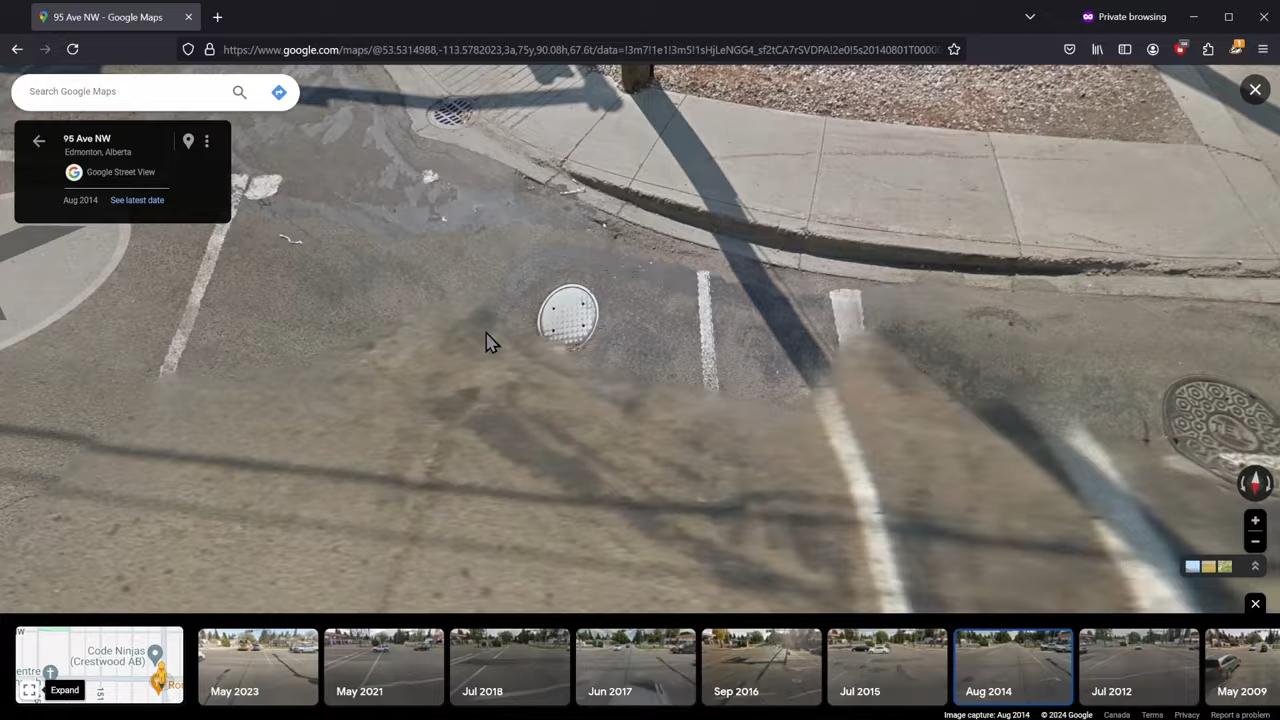 95 Ave NW - Google Maps
Private browsing
https://www.google.com/maps/@53.5314988,-113.5782023,3a,75y,90.08h,67.6t/data=!3m7!1e1!3m5!1sHjLeNGG4_sf2tCA7rSVDPA!2e0!5s20140801T0000
Search Google Maps
95 Ave NW
Edmonton, Alberta
Google Street View
Aug 2014 See latest date
Code Ninjas
(Crestwood AB)
151
Expand
May 2023
May 2021
Jul 2018
Jun 2017
Sep 2016
Jul 2015
Aug 2014
Jul 2012
May 2009
Image capture: Aug 2014 © 2024 Google Canada Terms Privacy Report a problem